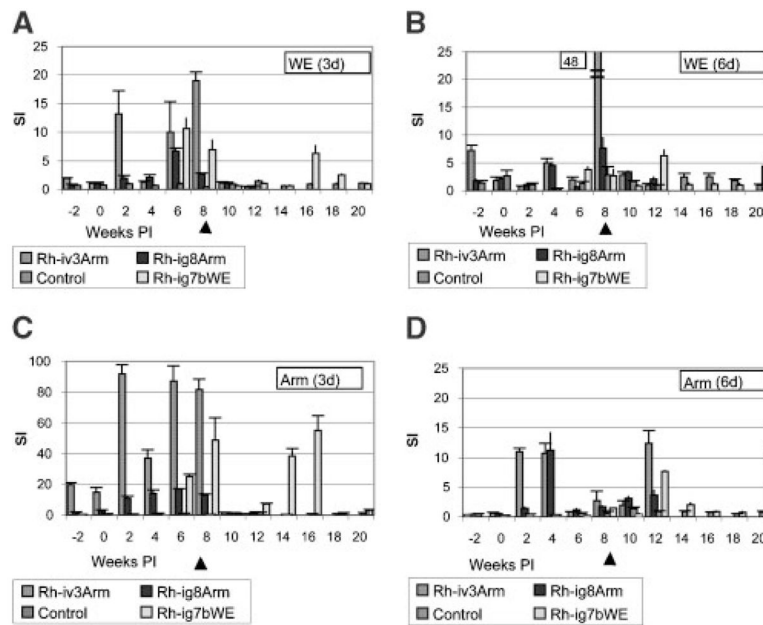 A
WE (3d)
25
20
15
10
5
0
SI
-2 0 2 4 6 8 10 12 14 16 18 20
Weeks PI
▲
Rh-iv3Arm Rh-ig8Arm
Control Rh-ig7bWE
B
48
WE (6d)
25
20
15
10
5
0
SI
-2 0 2 4 6 8 10 12 14 16 18 20
Weeks PI
▲
Rh-iv3Arm Rh-ig8Arm
Control Rh-ig7bWE
C
Arm (3d)
100
80
60
40
20
0
SI
-2 0 2 4 6 8 10 12 14 16 18 20
Weeks PI
▲
Rh-iv3Arm Rh-ig8Arm
Control Rh-ig7bWE
D
Arm (6d)
25
20
15
10
5
0
SI
-2 0 2 4 6 8 10 12 14 16 18 20
Weeks PI
▲
Rh-iv3Arm Rh-ig8Arm
Control Rh-ig7bWE